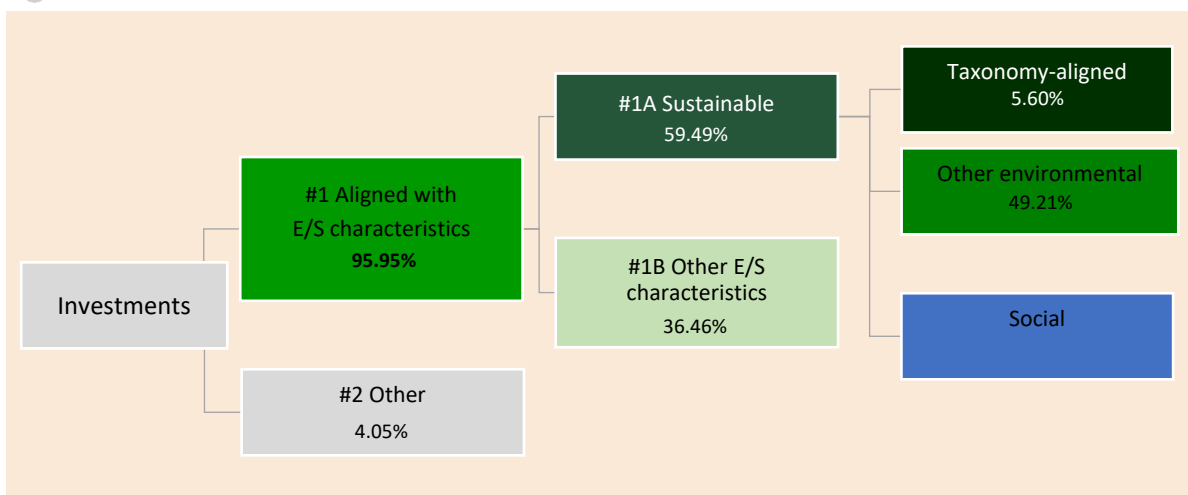 Investments
#1 Aligned with
E/S characteristics
95.95%
#2 Other
4.05%
#1A Sustainable
59.49%
#1B Other E/S
characteristics
36.46%
Taxonomy-aligned
5.60%
Other environmental
49.21%
Social